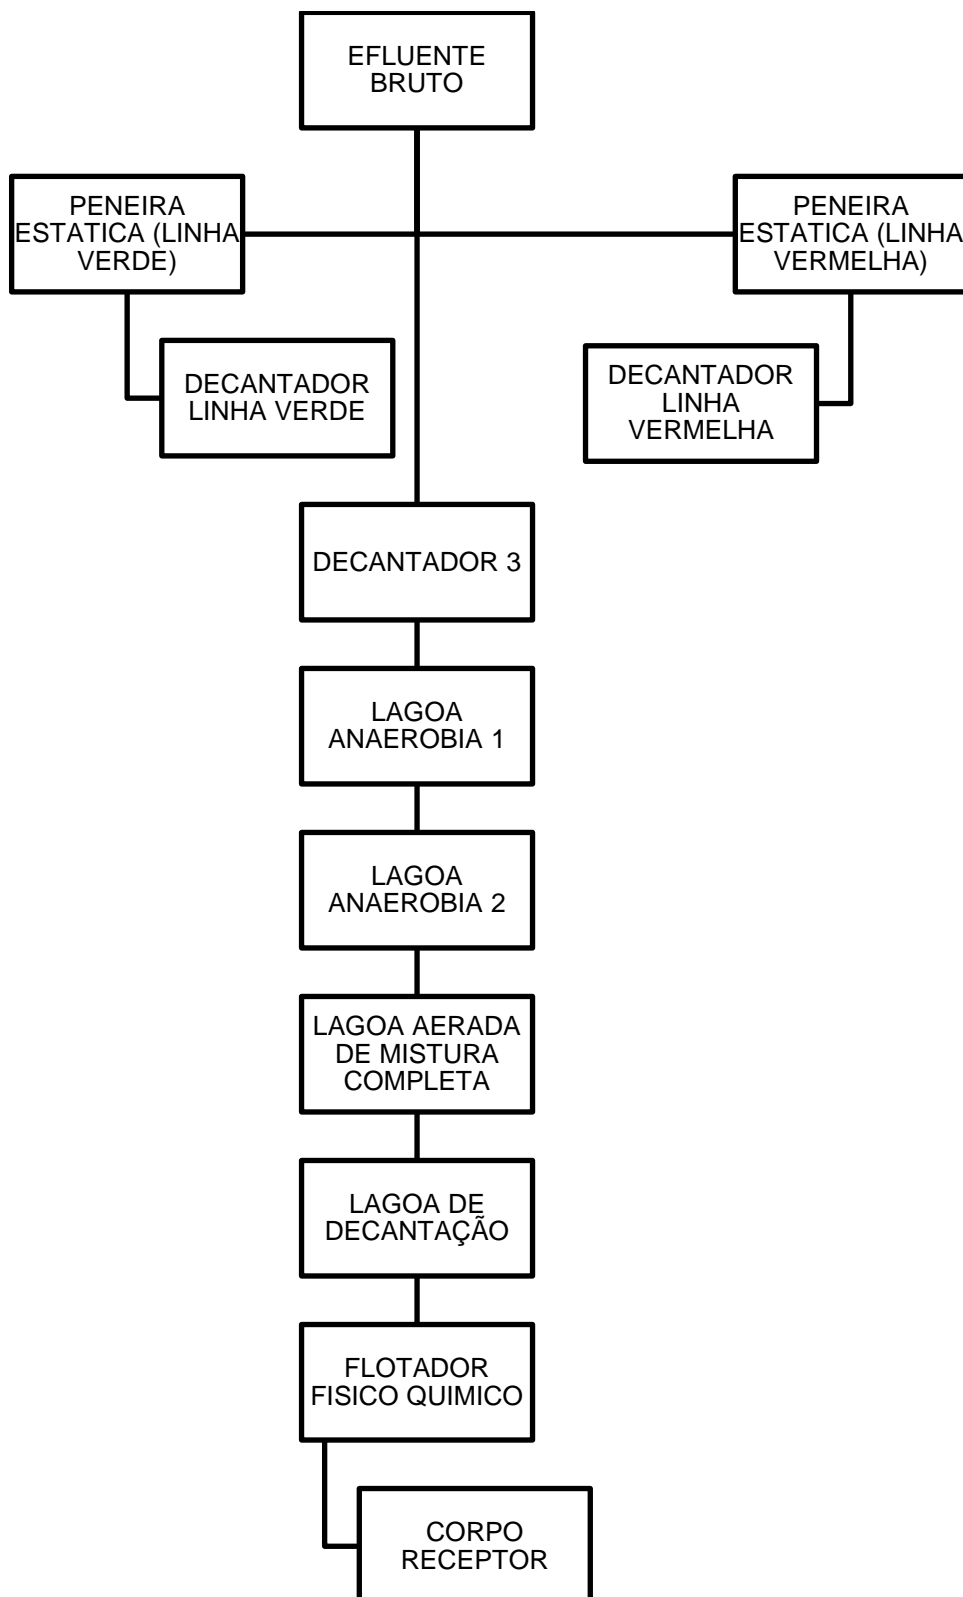 EFLUENTE
BRUTO
PENEIRA
ESTATICA (LINHA
VERDE)
PENEIRA
ESTATICA (LINHA
VERMELHA)
DECANTADOR
LINHA VERDE
DECANTADOR
LINHA
VERMELHA
DECANTADOR 3
LAGOA
ANAEROBIA 1
LAGOA
ANAEROBIA 2
LAGOA AERADA
DE MISTURA
COMPLETA
LAGOA DE
DECANTAÇÃO
FLOTADOR
FISICO QUIMICO
CORPO
RECEPTOR